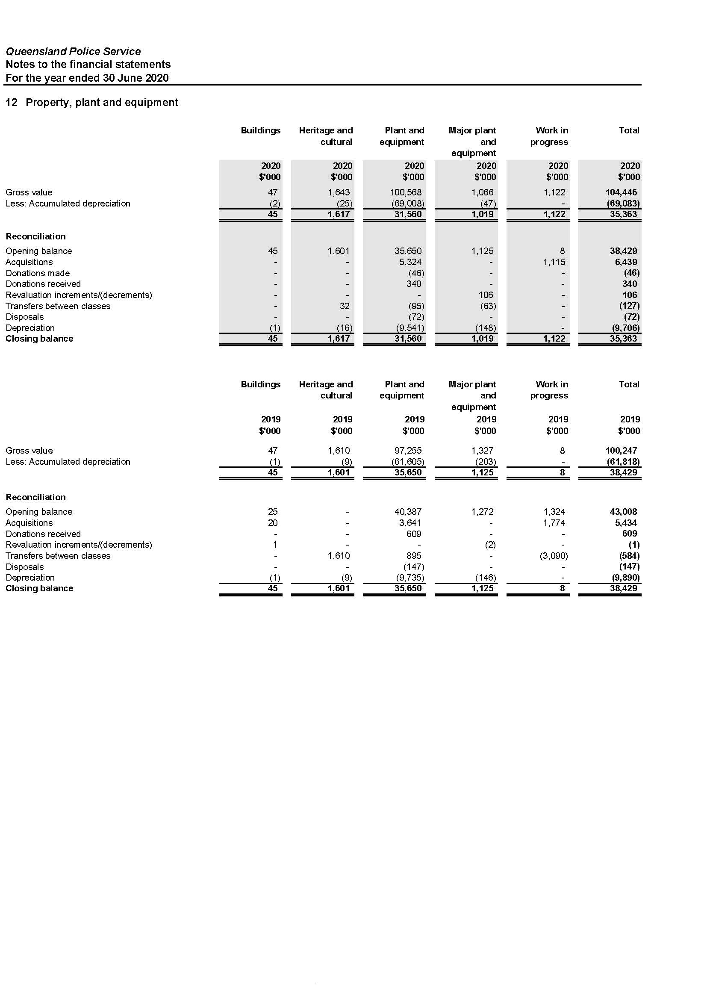 Queensland Police Service
Notes to the financial statements
For the year ended 30 June 2020
12 Property, plant and equipment
Buildings Heritage and Plant and Major plant Work in Total
cultural equipment and progress
equipment
2020 2020 2020 2020 2020 2020
$'000 $'000 $'000 $'000 $'000 $'000
Gross value 47 1,643 100,568 1,066 1,122 104,446
Less: Accumulated depreciation (2) (25) (69,008) (47) - (69,083)
45 1,617 31,560 1,019 1,122 35,363
Reconciliation
Opening balance 45 1,601 35,650 1,125 8 38,429
Acquisitions - - 5,324 - 1,115 6,439
Donations made - - (46) - - (46)
Donations received - - 340 - - 340
Revaluation increments/(decrements) - - - 106 - 106
Transfers between classes - 32 (95) (63) - (127)
Disposals - - (72) - - (72)
Depreciation (1) (16) (9,541) (148) - (9,706)
Closing balance 45 1,617 31,560 1,019 1,122 35,363
Buildings Heritage and Plant and Major plant Work in Total
cultural equipment and progress
equipment
2019 2019 2019 2019 2019 2019
$'000 $'000 $'000 $'000 $'000 $'000
Gross value 47 1,610 97,255 1,327 8 100,247
Less: Accumulated depreciation (1) (9) (61,605) (203) - (61,818)
45 1,601 35,650 1,125 8 38,429
Reconciliation
Opening balance 25 - 40,387 1,272 1,324 43,008
Acquisitions 20 - 3,641 - 1,774 5,434
Donations received - - 609 - - 609
Revaluation increments/(decrements) 1 - - (2) - (1)
Transfers between classes - 1,610 895 - (3,090) (584)
Disposals - - (147) - - (147)
Depreciation (1) (9) (9,735) (146) - (9,890)
Closing balance 45 1,601 35,650 1,125 8 38,429